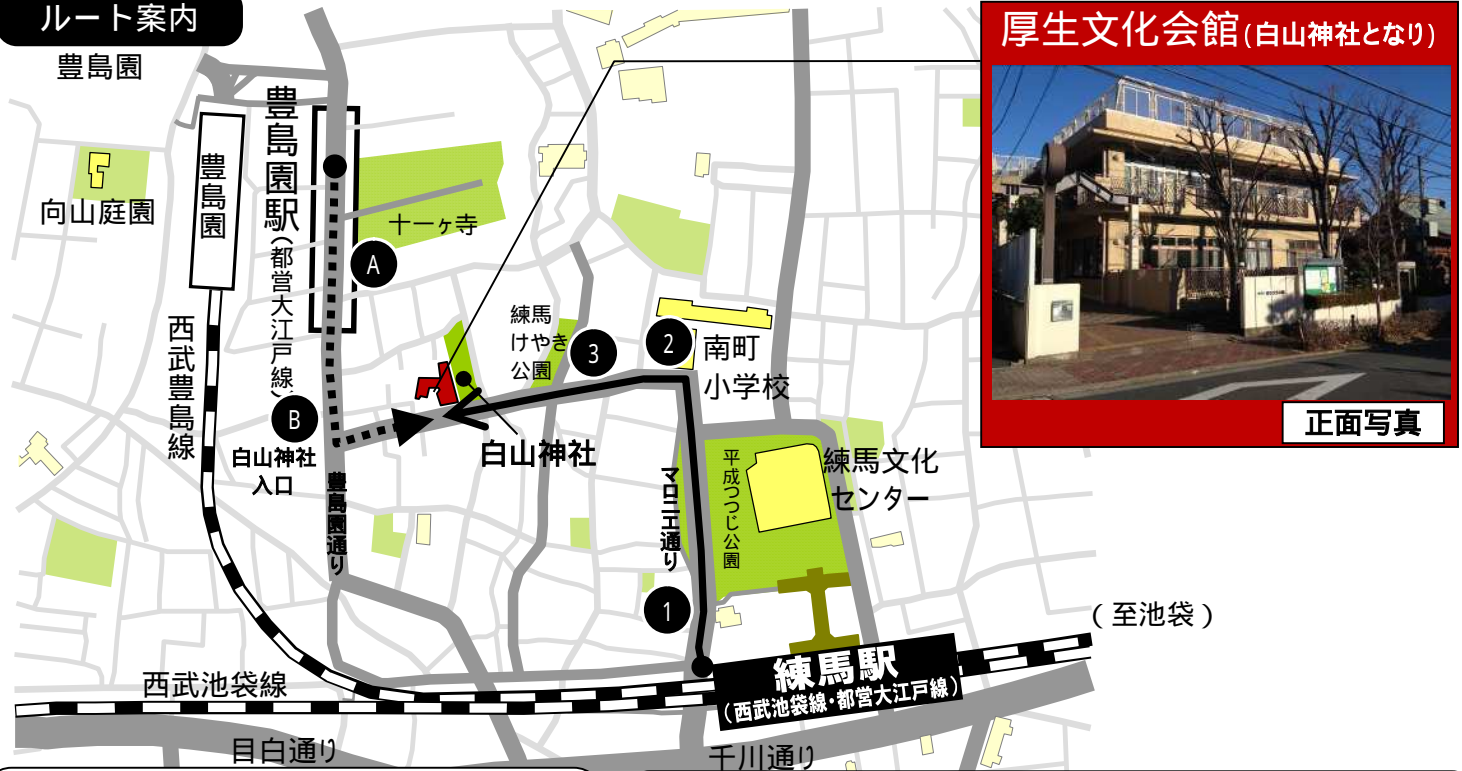 ルート案内
豊島園
厚生文化会館(白山神社となり)
正面写真
豊島園駅(都営大江戸線)
豊島園
向山庭園
十一ヶ寺
A
西武豊島線
練馬
けやき
公園
3
2
南町
小学校
B
白山神社
入口
白山神社
豊島園通り
マロニエ通り
平成つつじ公園
練馬文化
センター
1
(至池袋)
練馬駅
(西武池袋線・都営大江戸線)
西武池袋線
目白通り
千川通り